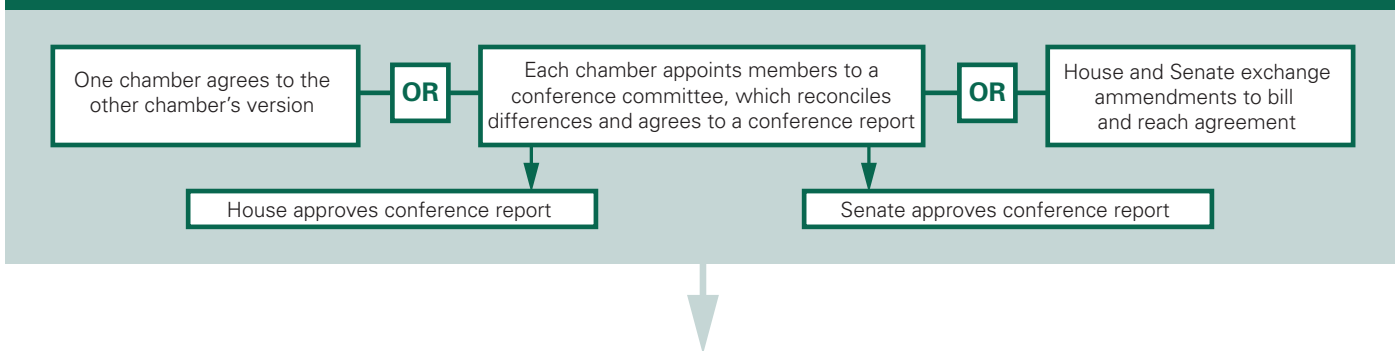 One chamber agrees to the
other chamber's version
OR
Each chamber appoints members to a
conference committee, which reconciles
differences and agrees to a conference report
OR
House and Senate exchange
ammendments to bill
and reach agreement
House approves conference report
Senate approves conference report